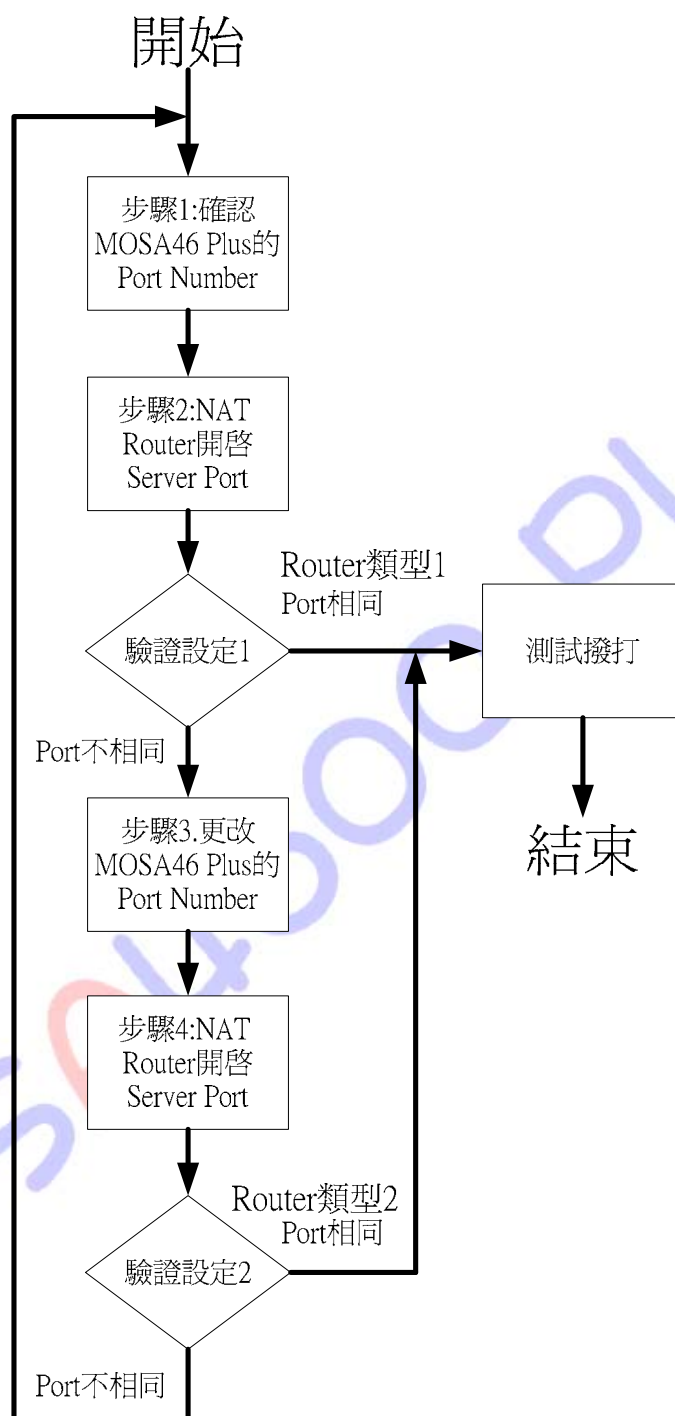 開始
步驟1:確認
MOSA46 Plus的
Port Number
步驟2:NAT
Router開啓
Server Port
Router類型1
Port相同
驗證設定1
測試撥打
Port不相同
結束
步驟3.更改
MOSA46 Plus的
Port Number
步驟4:NAT
Router開啓
Server Port
Router類型2
Port相同
驗證設定2
Port不相同